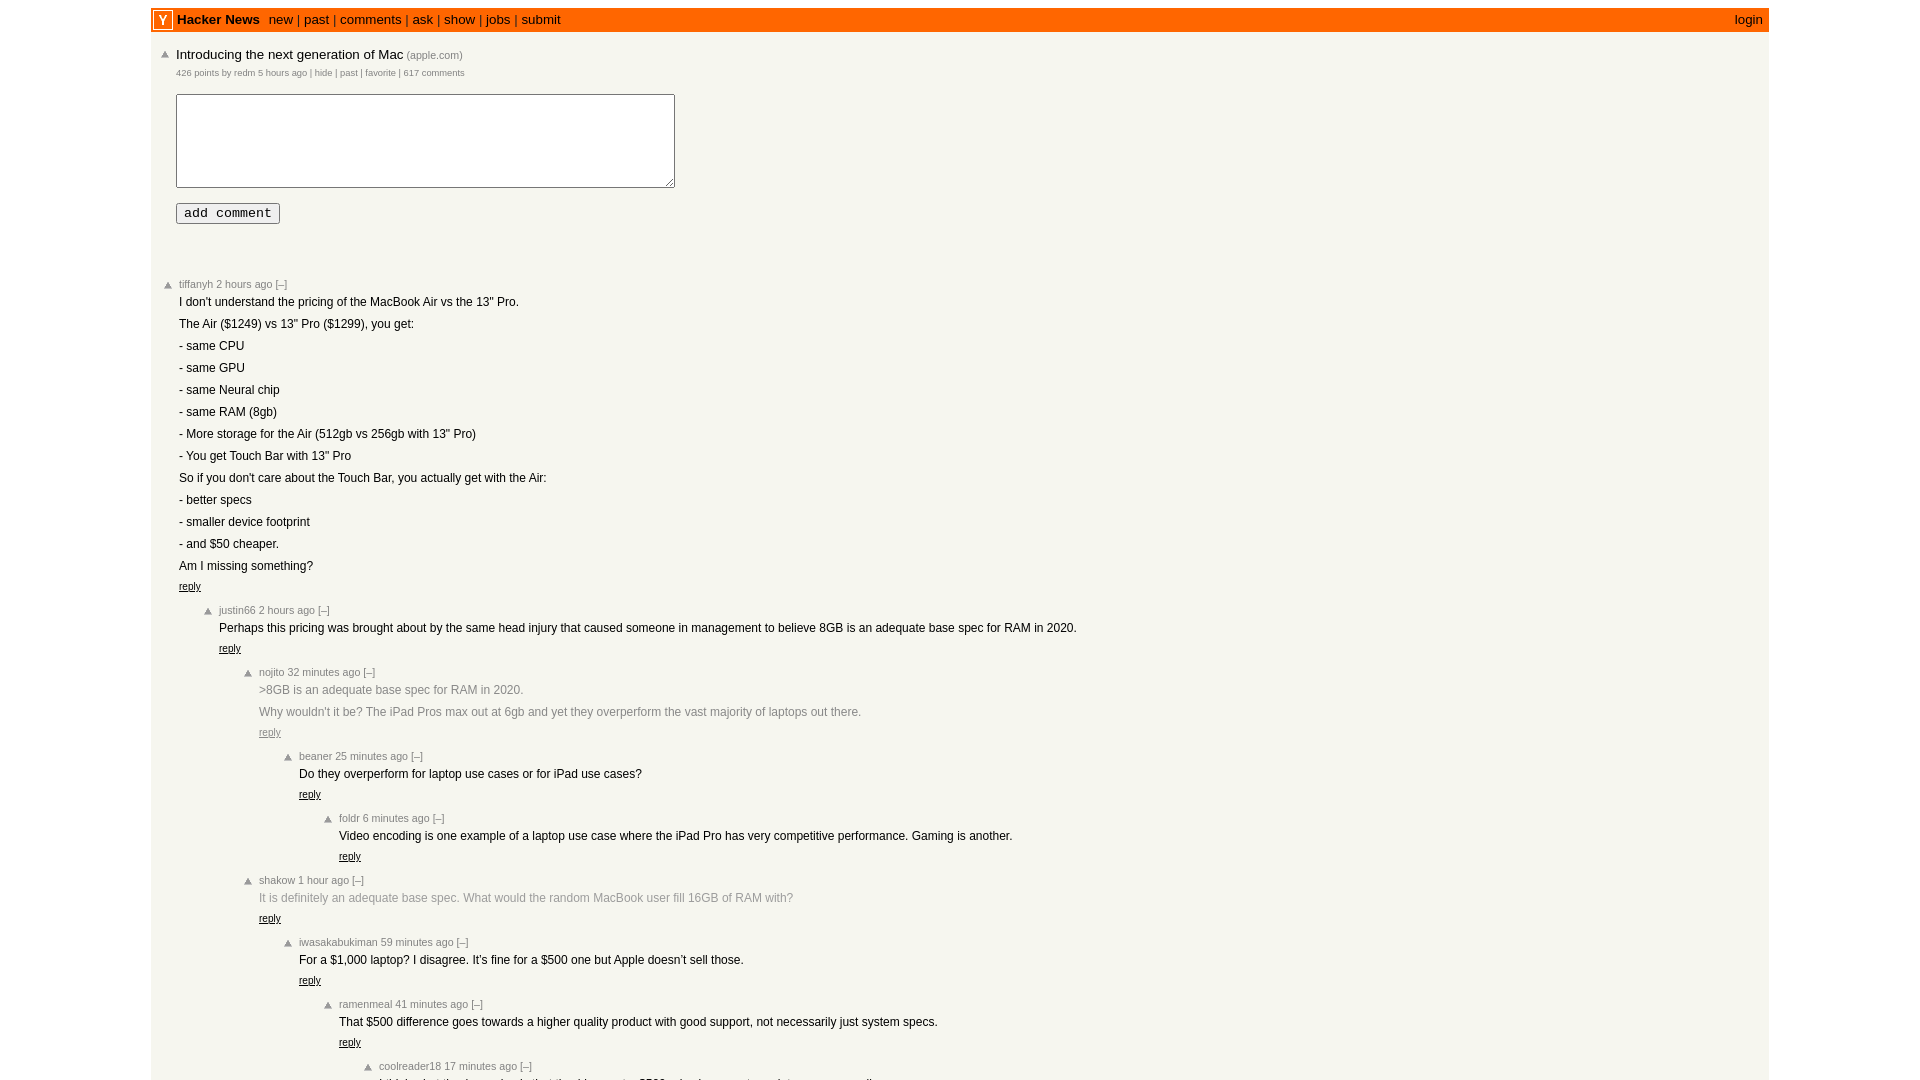 Y Hacker News new | past | comments | ask | show | jobs | submit login
Introducing the next generation of Mac (apple.com)
426 points by redm 5 hours ago | hide | past | favorite | 617 comments
add comment
tiffanyh 2 hours ago [–]
I don't understand the pricing of the MacBook Air vs the 13" Pro.
The Air ($1249) vs 13" Pro ($1299), you get:
- same CPU
- same GPU
- same Neural chip
- same RAM (8gb)
- More storage for the Air (512gb vs 256gb with 13" Pro)
- You get Touch Bar with 13" Pro
So if you don't care about the Touch Bar, you actually get with the Air:
- better specs
- smaller device footprint
- and $50 cheaper.
Am I missing something?
reply
justin66 2 hours ago [–]
Perhaps this pricing was brought about by the same head injury that caused someone in management to believe 8GB is an adequate base spec for RAM in 2020.
reply
nojito 32 minutes ago [–]
>8GB is an adequate base spec for RAM in 2020.
Why wouldn't it be? The iPad Pros max out at 6gb and yet they overperform the vast majority of laptops out there.
reply
beaner 25 minutes ago [–]
Do they overperform for laptop use cases or for iPad use cases?
reply
foldr 6 minutes ago [–]
Video encoding is one example of a laptop use case where the iPad Pro has very competitive performance. Gaming is another.
reply
shakow 1 hour ago [–]
It is definitely an adequate base spec. What would the random MacBook user fill 16GB of RAM with?
reply
iwasakabukiman 59 minutes ago [–]
For a $1,000 laptop? I disagree. It’s fine for a $500 one but Apple doesn’t sell those.
reply
ramenmeal 41 minutes ago [–]
That $500 difference goes towards a higher quality product with good support, not necessarily just system specs.
reply
coolreader18 17 minutes ago [–]